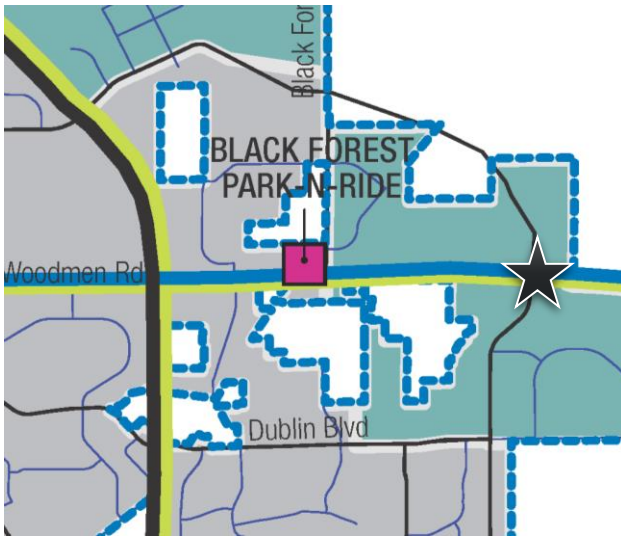 Black For
BLACK FOREST
PARK-N-RIDE
Woodmen Rd
Dublin Blvd